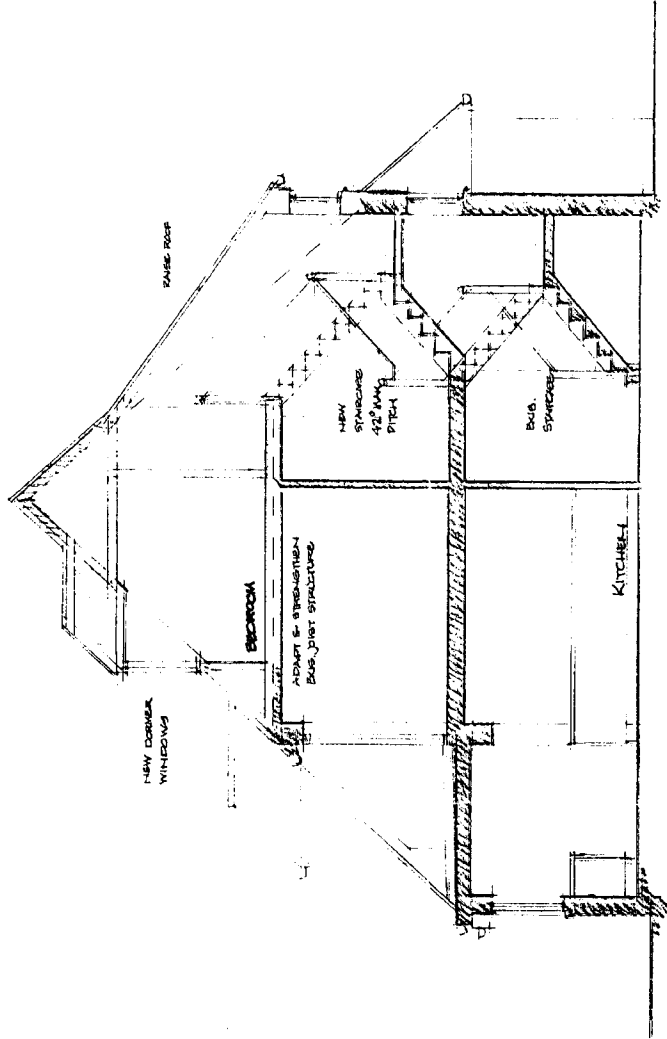 RAISE ROOF
NEW DORMER
WINDOWS
BEDROOM
ADAPT & STRENGTHEN
EXIS. JOIST STRUCTURE
NEW
STAIRCASE
42° MAX
PITCH
EXIS.
STAIRCASE
KITCHEN